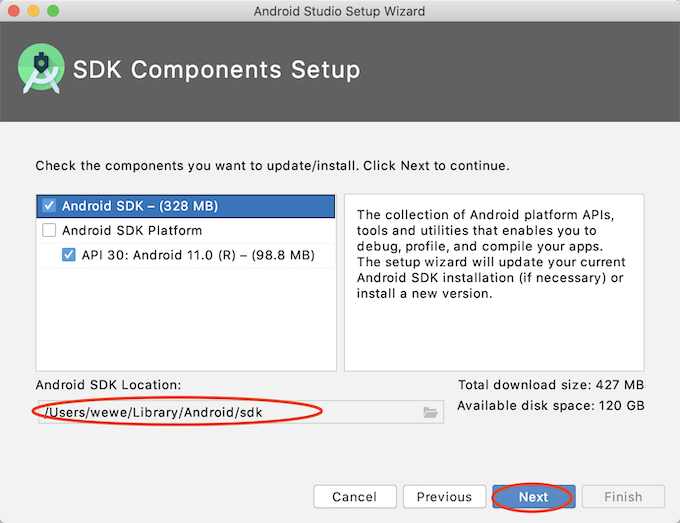 Android Studio Setup Wizard
SDK Components Setup
Check the components you want to update/install. Click Next to continue.
Android SDK – (328 MB)
Android SDK Platform
API 30: Android 11.0 (R) – (98.8 MB)
The collection of Android platform APIs,
tools and utilities that enables you to
debug, profile, and compile your apps.
The setup wizard will update your current
Android SDK installation (if necessary) or
install a new version.
Android SDK Location:
/Users/wewe/Library/Android/sdk
Total download size: 427 MB
Available disk space: 120 GB
Cancel
Previous
Next
Finish